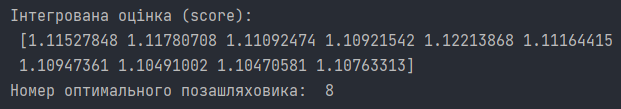 Інтегрована оцінка (score):
[1.11527848 1.11780708 1.11092474 1.10921542 1.12213868 1.11164415
1.10947361 1.10491002 1.10470581 1.10763313]
Номер оптимального позашляховика:  8